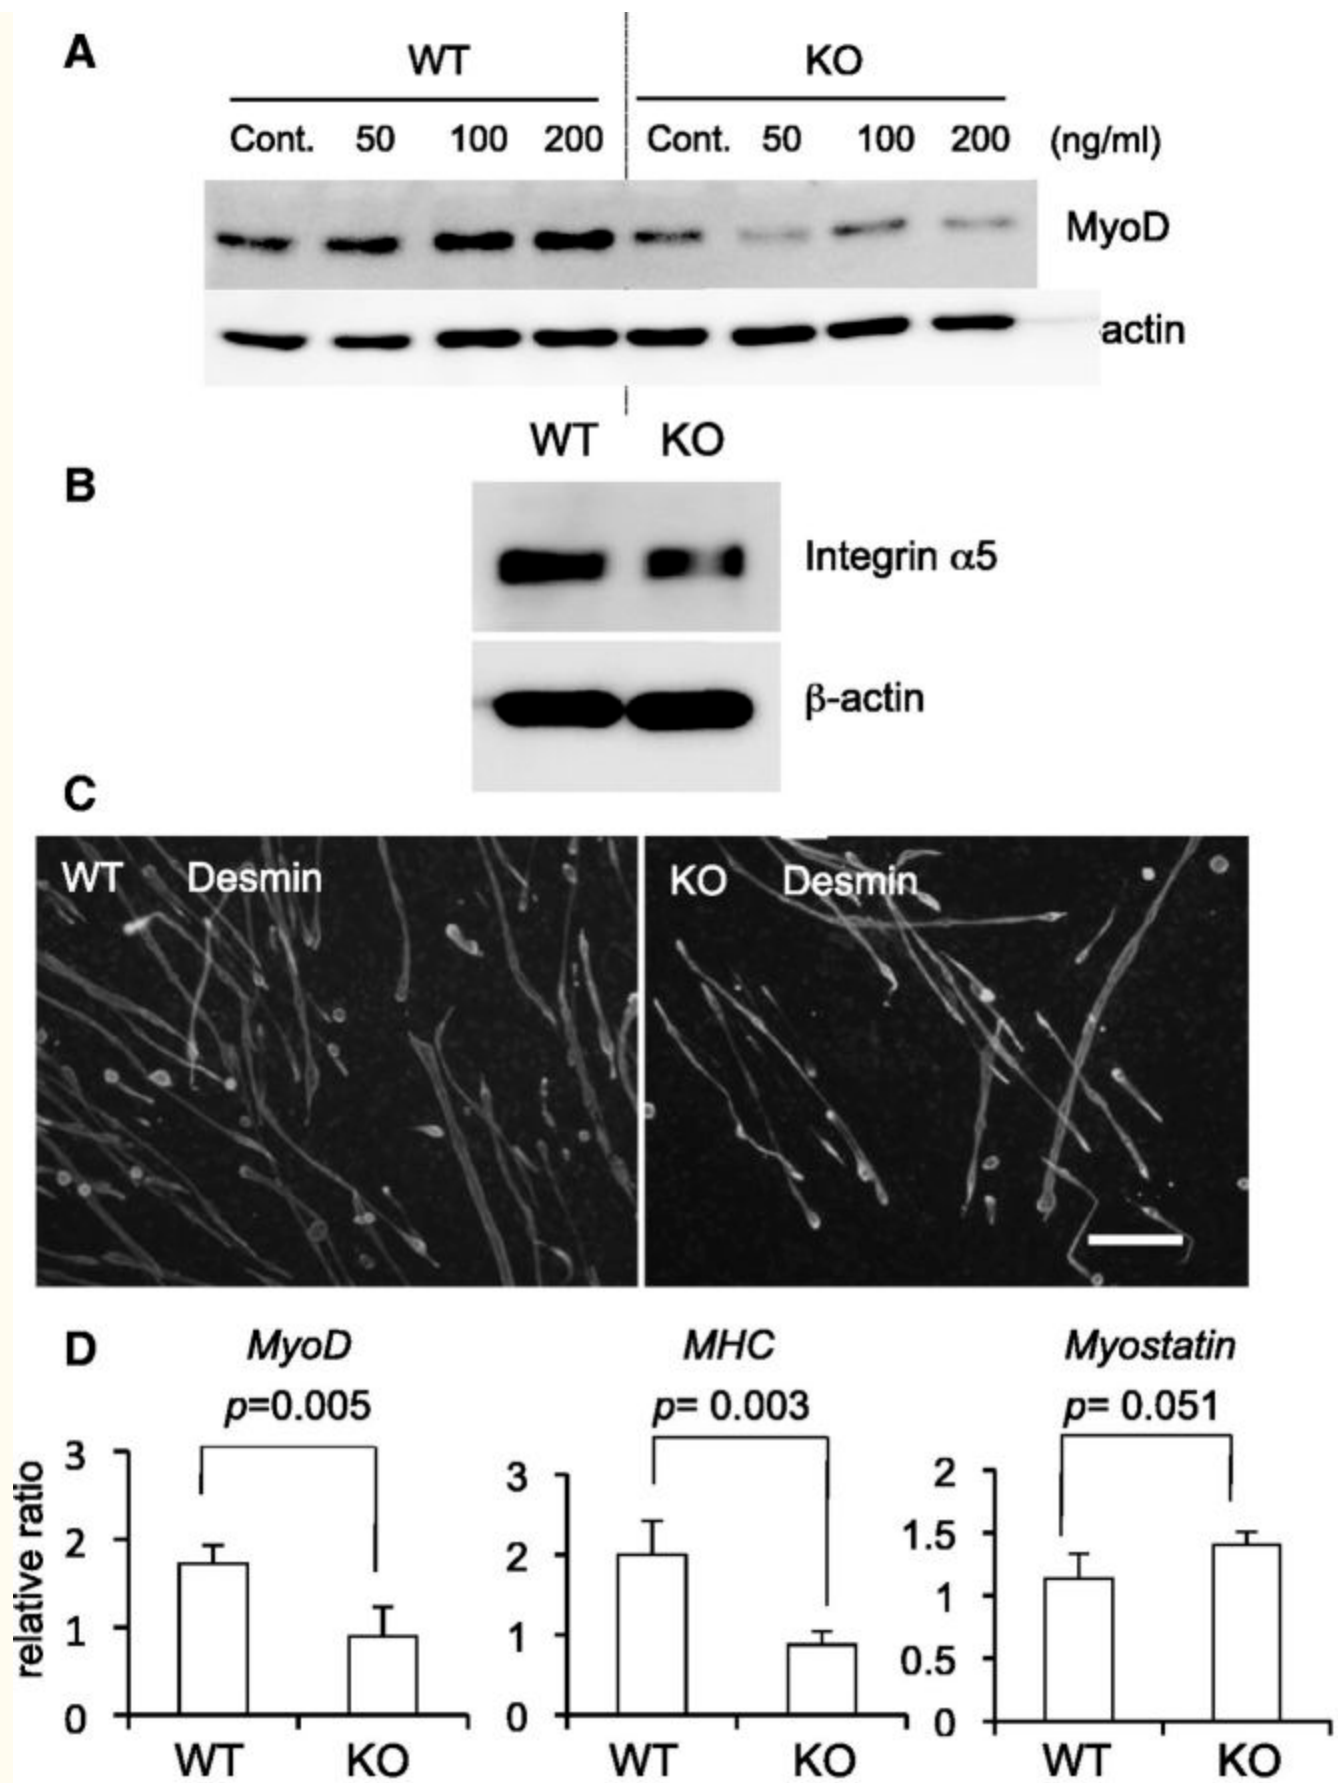 A
WT KO
Cont. 50 100 200 Cont. 50 100 200 (ng/ml)
MyoD
actin
WT KO
B
Integrin α5
β-actin
C
WT Desmin KO Desmin
D
MyoD MHC Myostatin
p=0.005 p= 0.003 p= 0.051
relative ratio
3 3 2
2 2 1.5
1 1 1
0.5
0 0 0
WT KO WT KO WT KO